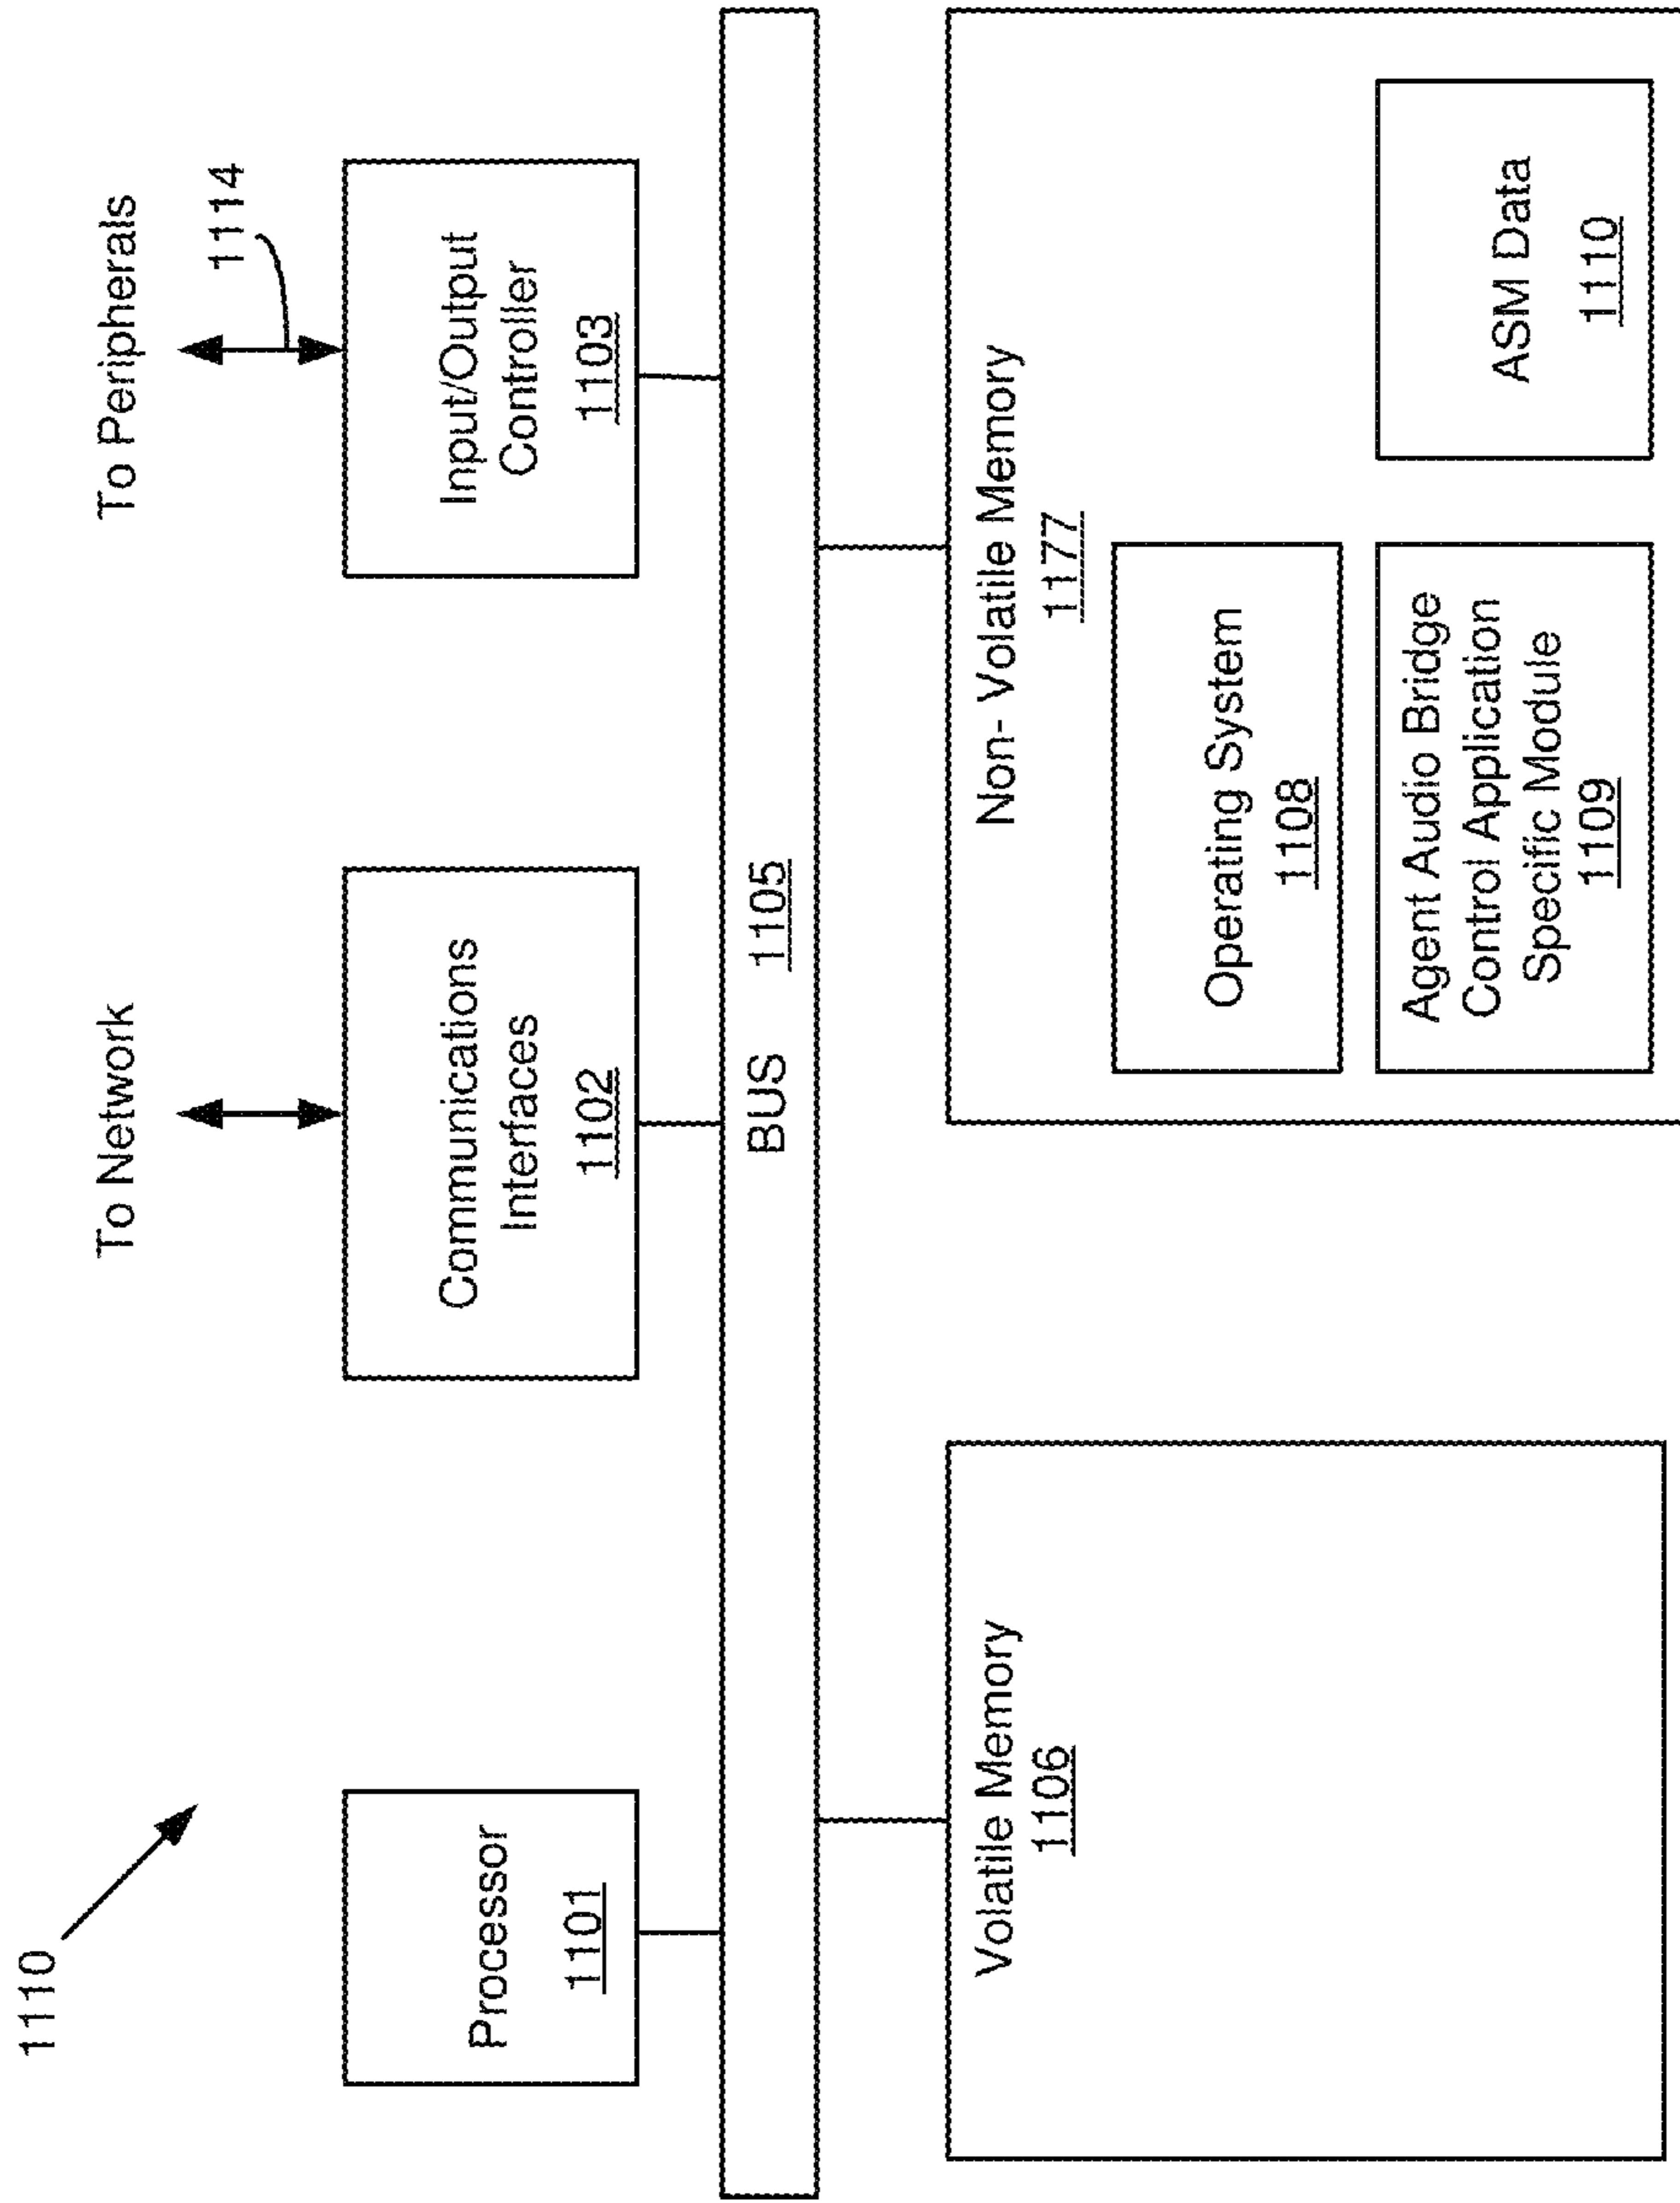 1110
To Network
To Peripherals
1114
Processor
1101
Communications
Interfaces
1102
Input/Output
Controller
1103
BUS 1105
Volatile Memory
1106
Non- Volatile Memory
1177
Operating System
1108
Agent Audio Bridge
Control Application
Specific Module
1109
ASM Data
1110